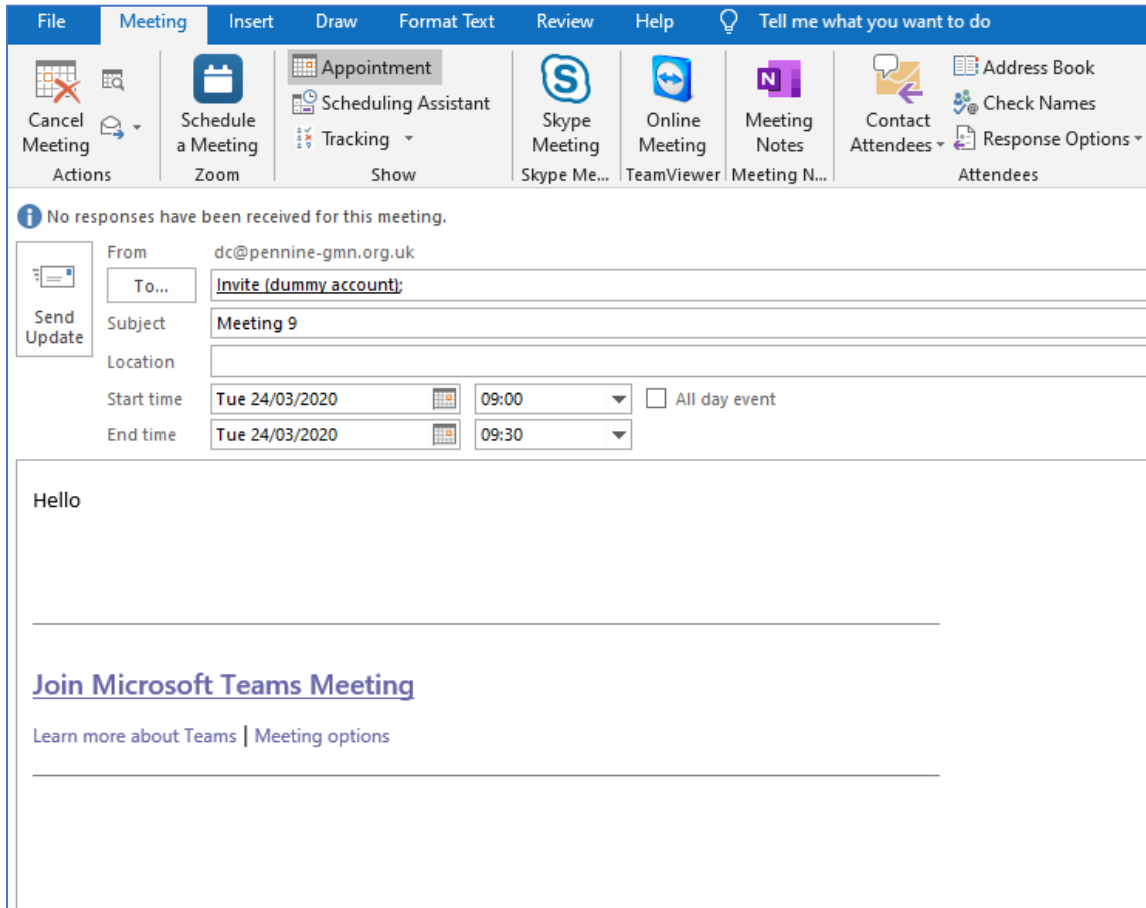 File Meeting Insert Draw Format Text Review Help Tell me what you want to do
Cancel Meeting
Actions
Schedule a Meeting
Zoom
Appointment
Scheduling Assistant
Tracking
Show
Skype Meeting
Skype Me...
Online Meeting
TeamViewer
N
Meeting Notes
Meeting N...
Contact Attendees
Address Book
Check Names
Response Options
Attendees
No responses have been received for this meeting.
Send Update
From dc@pennine-gmn.org.uk
To... Invite (dummy account);
Subject Meeting 9
Location
Start time Tue 24/03/2020 09:00 All day event
End time Tue 24/03/2020 09:30
Hello
Join Microsoft Teams Meeting
Learn more about Teams | Meeting options